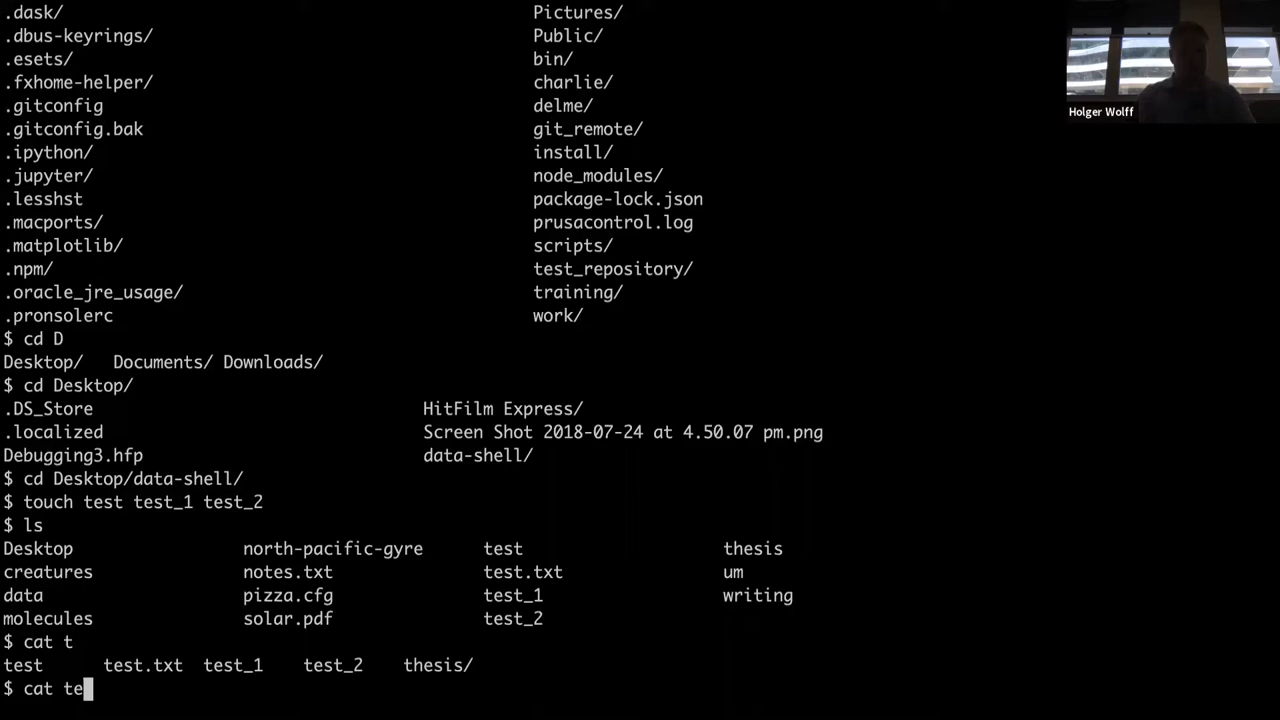 .dask/ Pictures/
.dbus-keyrings/ Public/
.esets/ bin/
.fxhome-helper/ charlie/
.gitconfig delme/
.gitconfig.bak git_remote/
.ipython/ install/
.jupyter/ node_modules/
.lesshst package-lock.json
.macports/ prusacontrol.log
.matplotlib/ scripts/
.npm/ test_repository/
.oracle_jre_usage/ training/
.pronsolerc work/
$ cd D
Desktop/ Documents/ Downloads/
$ cd Desktop/
.DS_Store HitFilm Express/
.localized Screen Shot 2018-07-24 at 4.50.07 pm.png
Debugging3.hfp data-shell/
$ cd Desktop/data-shell/
$ touch test test_1 test_2
$ ls
Desktop north-pacific-gyre test thesis
creatures notes.txt test.txt um
data pizza.cfg test_1 writing
molecules solar.pdf test_2
$ cat t
test test.txt test_1 test_2 thesis/
$ cat te
Holger Wolff